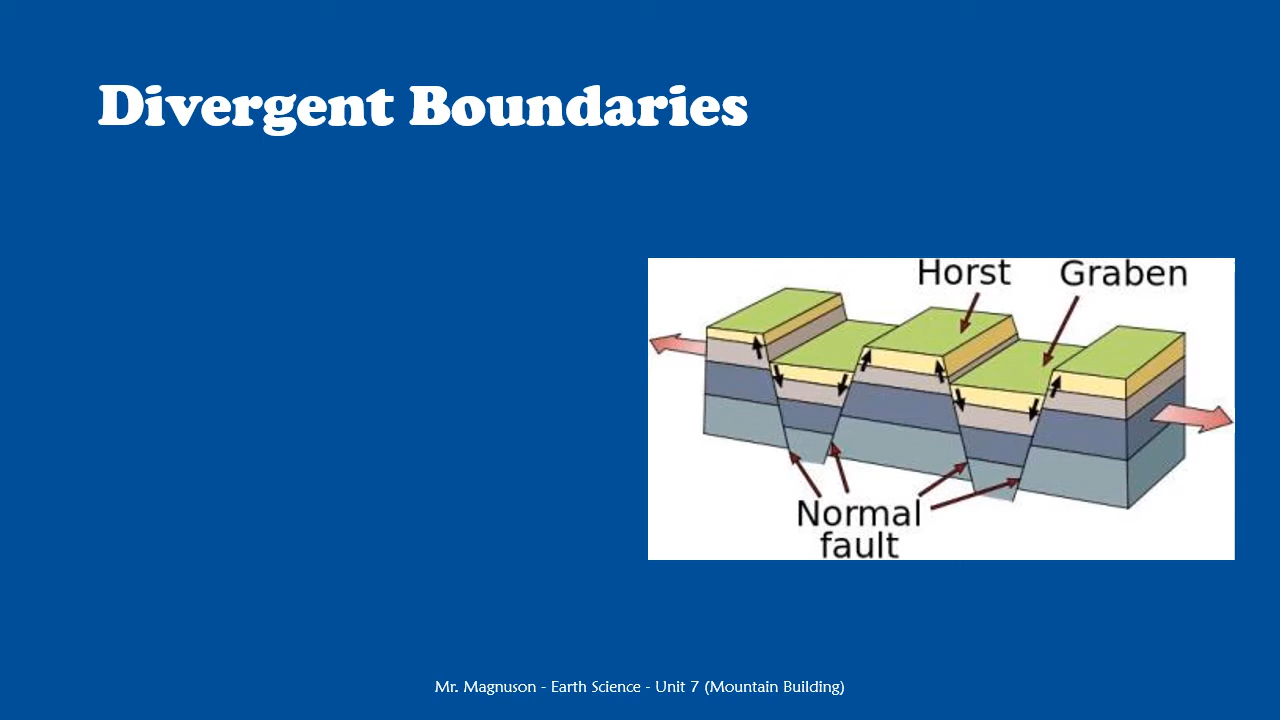 Divergent Boundaries
Horst Graben
Normal
fault
Mr. Magnuson - Earth Science - Unit 7 (Mountain Building)